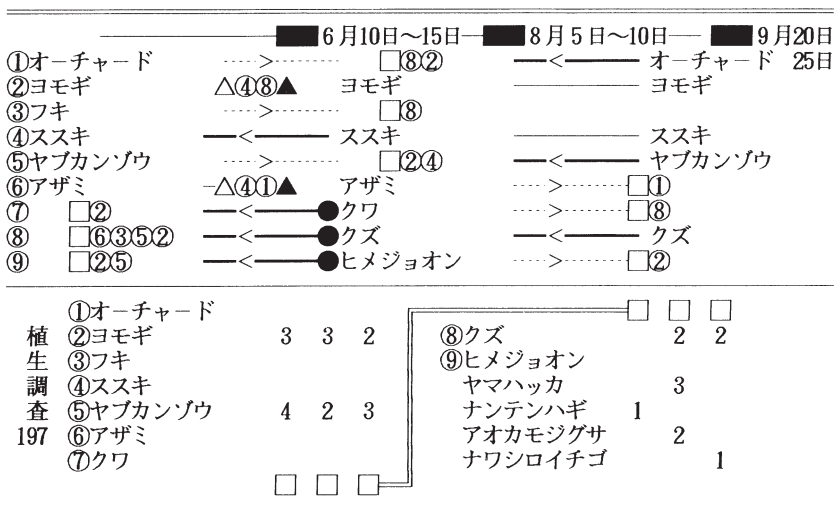 ■6月10日～15日 ■8月5日～10日 ■9月20日
①オーチャード ‥‥>‥‥‥ □⑧② ―<―― オーチャード 25日
②ヨモギ △④⑧▲ ヨモギ ―――― ヨモギ
③フキ ‥‥>‥‥‥ □⑧
④ススキ ―<―― ススキ ―――― ススキ
⑤ヤブカンゾウ ‥‥>‥‥‥ □②④ ―<―― ヤブカンゾウ
⑥アザミ -△④①▲ アザミ ‥‥>‥‥‥□①
⑦ □② ―<――●クワ ‥‥>‥‥‥□⑧
⑧ □⑥③⑤② ―<――●クズ ―<―― クズ
⑨ □②⑤ ―<――●ヒメジョオン ‥‥>‥‥‥□②
植生調査197
①オーチャード
②ヨモギ 3 3 2
③フキ
④ススキ
⑤ヤブカンゾウ 4 2 3
⑥アザミ
⑦クワ
□ □ □
□ □ □
⑧クズ 2 2
⑨ヒメジョオン
ヤマハッカ 3
ナンテンハギ 1
アオカモジグサ 2
ナワシロイチゴ 1